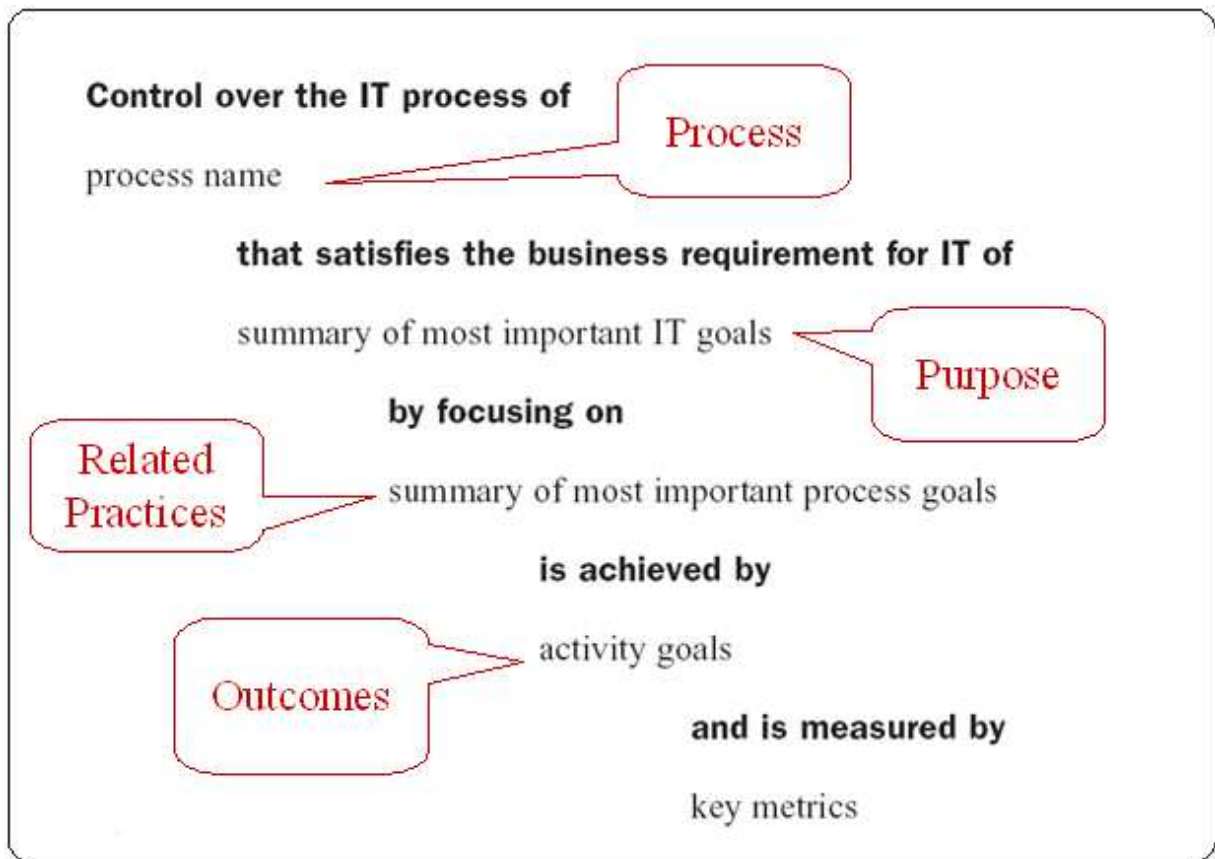 Control over the IT process of
Process
process name
that satisfies the business requirement for IT of
summary of most important IT goals
Purpose
by focusing on
Related
Practices
summary of most important process goals
is achieved by
activity goals
Outcomes
and is measured by
key metrics